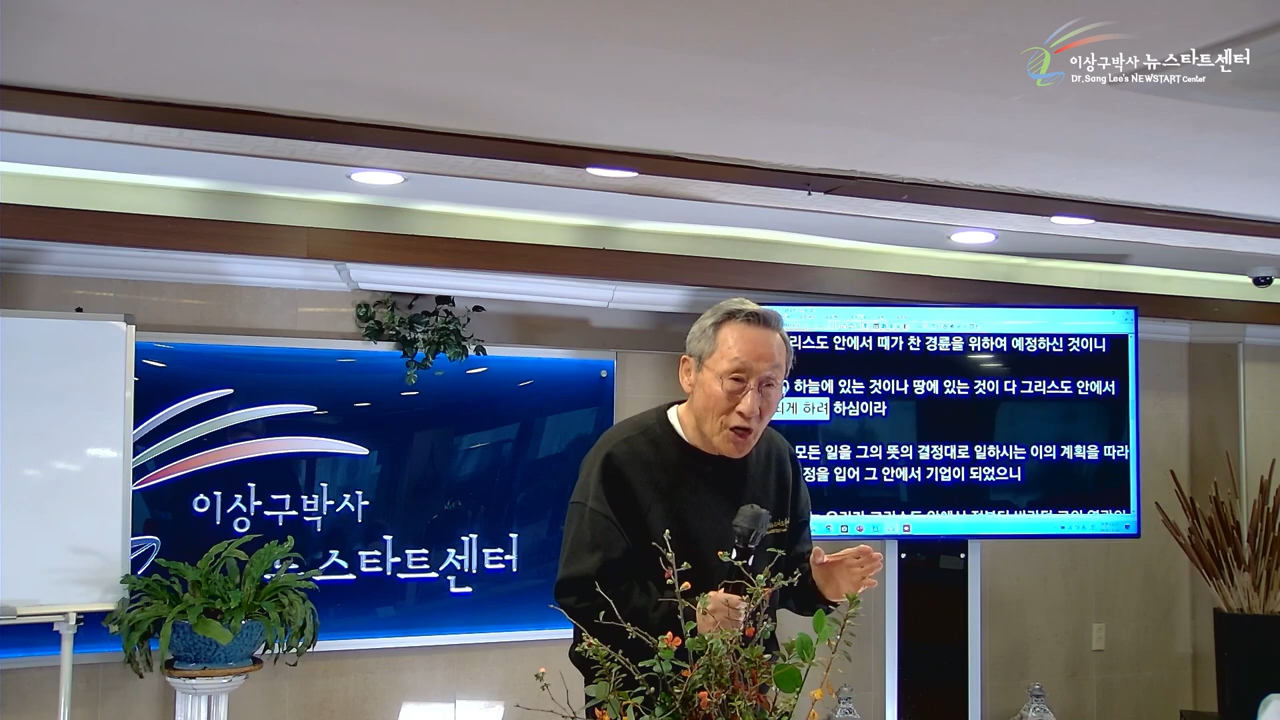 이상구박사 뉴스타트센터
Dr. Sang Lee's NEWSTART Center
이상구박사
뉴스타트센터
안에서 때가 찬 경륜을 위하여 예정하신 것이니
하늘에 있는 것이나 땅에 있는 것이 다 그리스도 안에서
되게 하려 하심이라
모든 일을 그의 뜻의 결정대로 일하시는 이의 계획을 따라
정을 입어 그 안에서 기업이 되었으니